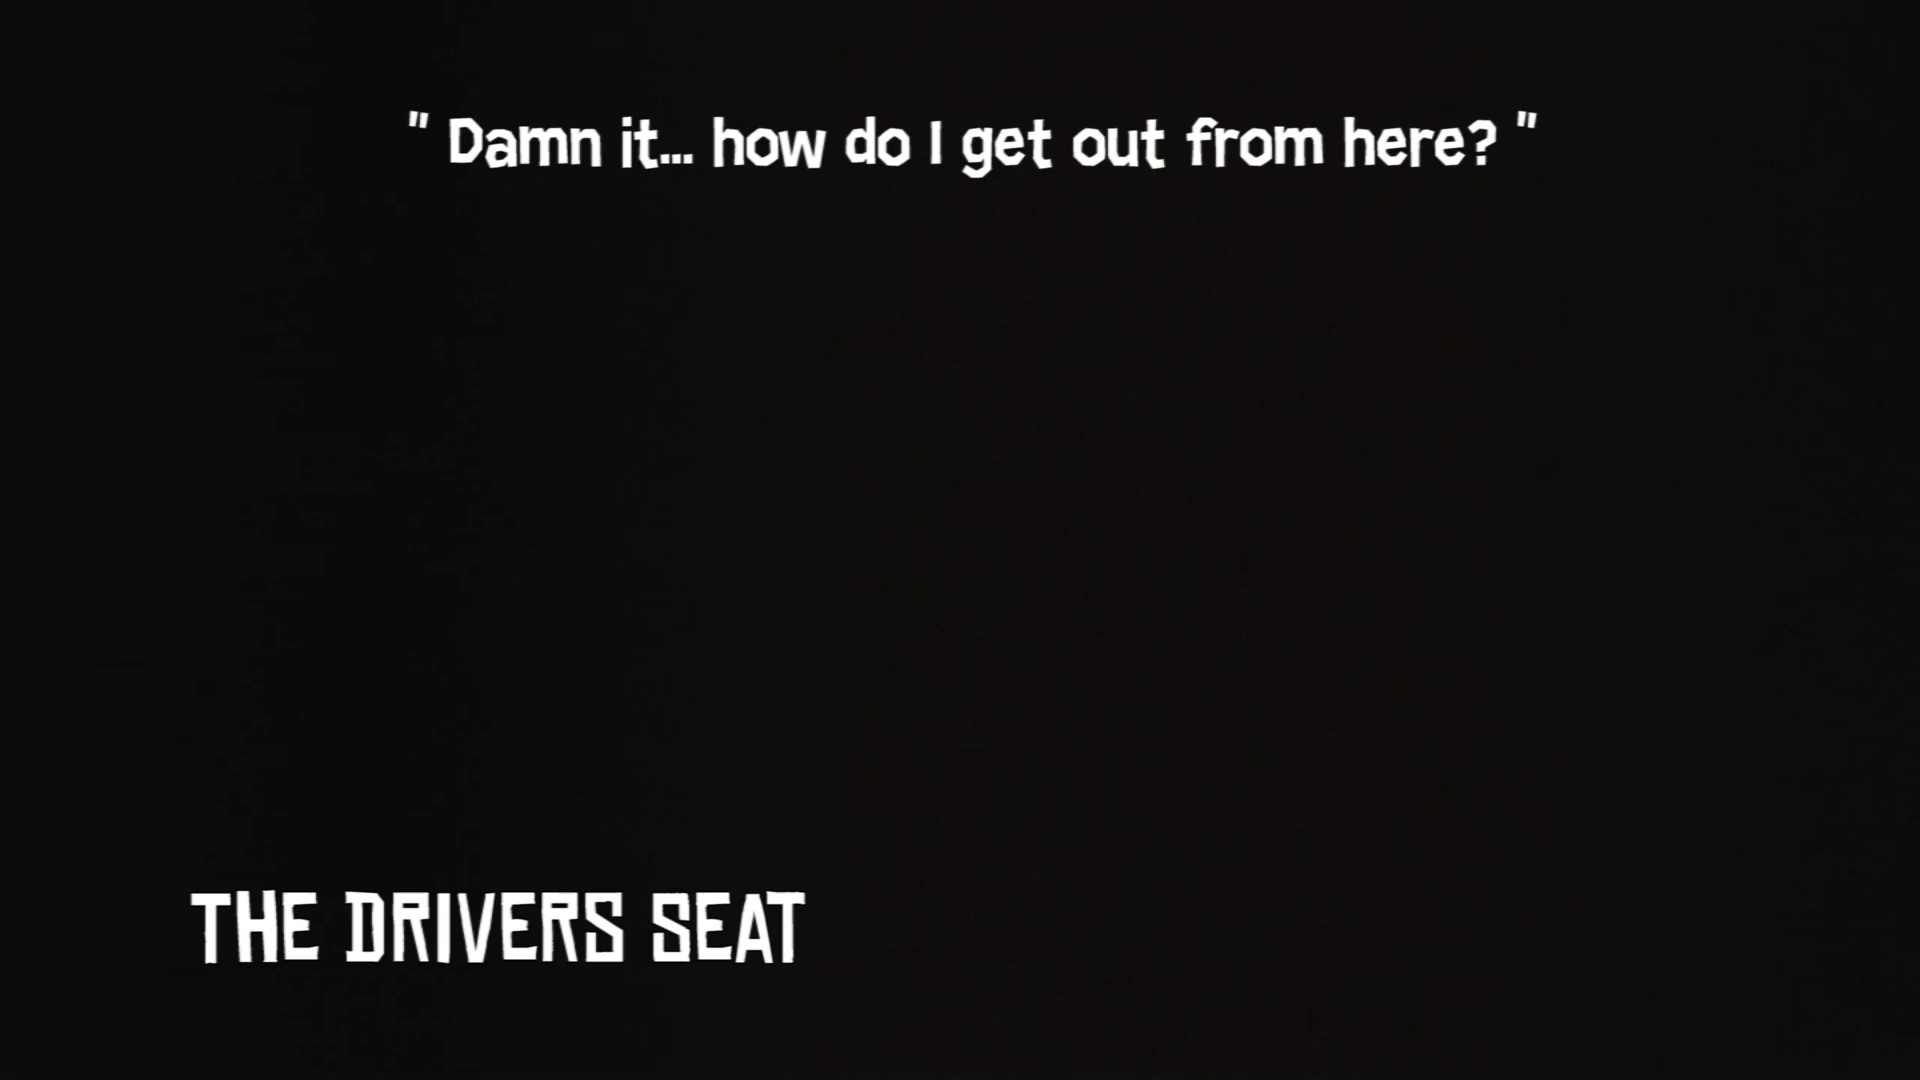 " Damn it... how do I get out from here? "
THE DRIVERS SEAT